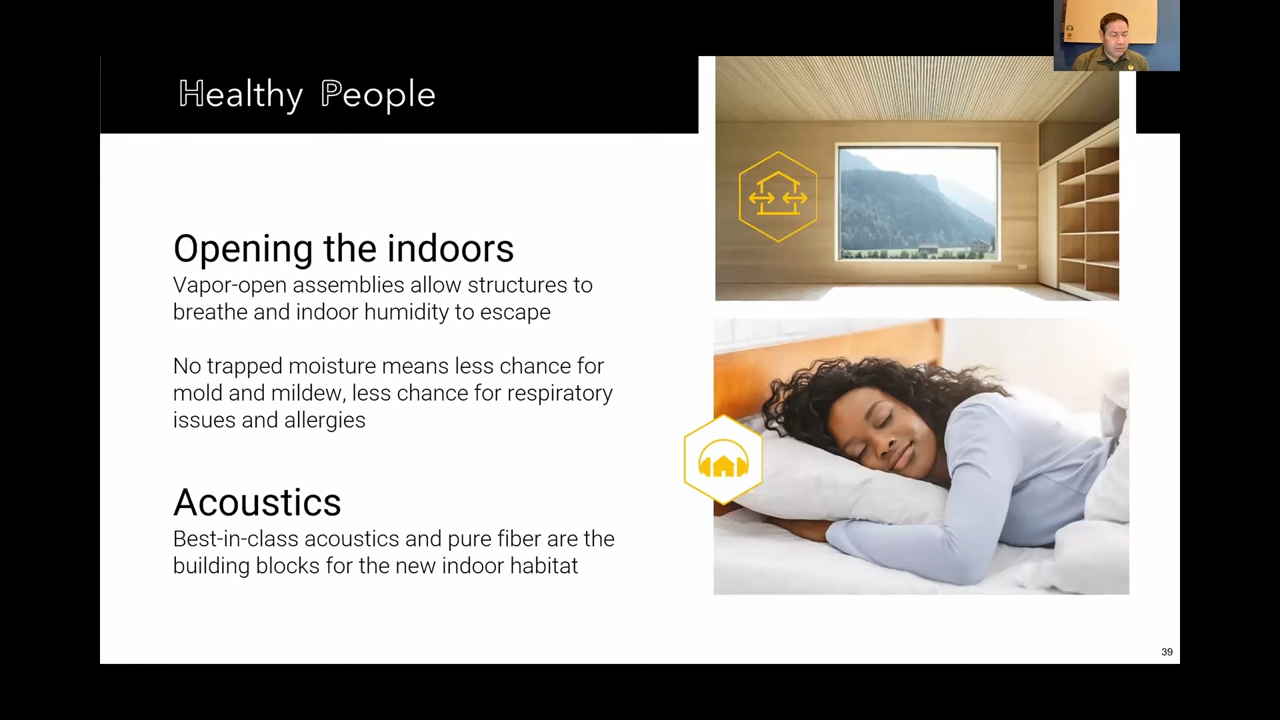 Healthy People
Opening the indoors
Vapor-open assemblies allow structures to
breathe and indoor humidity to escape
No trapped moisture means less chance for
mold and mildew, less chance for respiratory
issues and allergies
Acoustics
Best-in-class acoustics and pure fiber are the
building blocks for the new indoor habitat
39